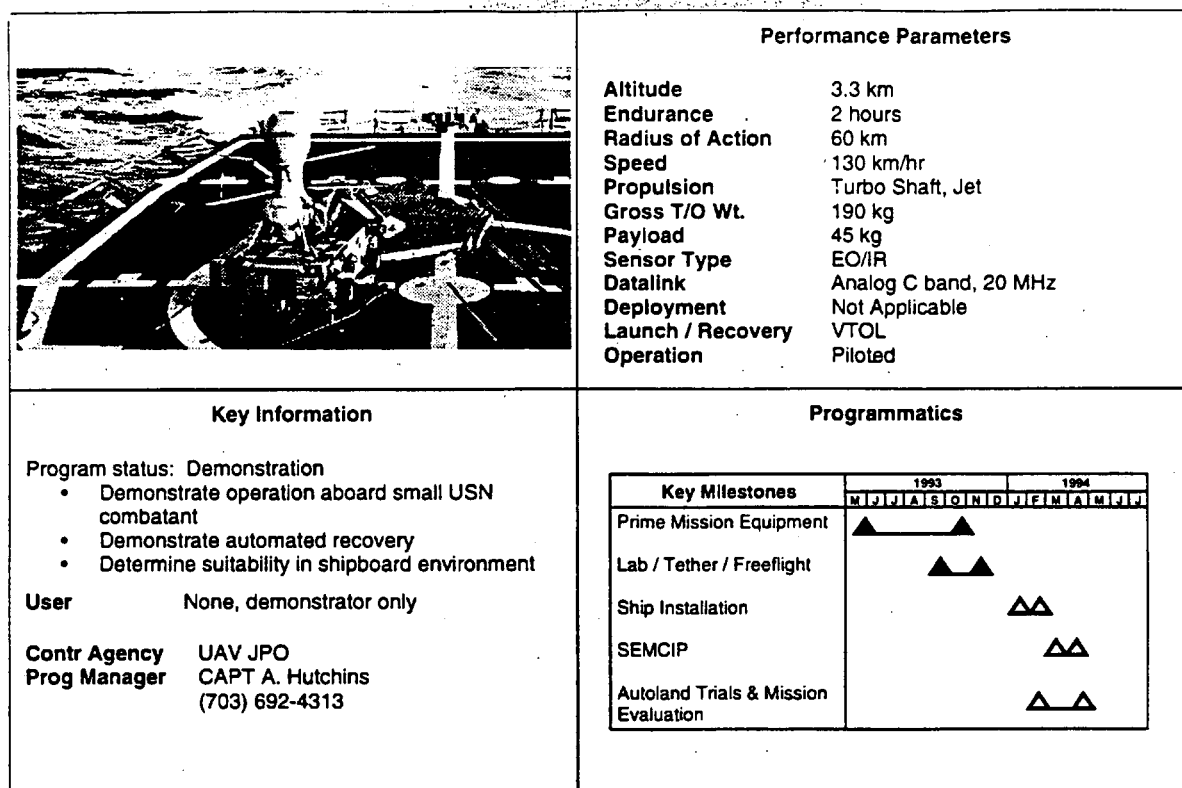 Performance Parameters
Altitude 3.3 km
Endurance 2 hours
Radius of Action 60 km
Speed 130 km/hr
Propulsion Turbo Shaft, Jet
Gross T/O Wt. 190 kg
Payload 45 kg
Sensor Type EO/IR
Datalink Analog C band, 20 MHz
Deployment Not Applicable
Launch / Recovery VTOL
Operation Piloted
Key Information
Program status: Demonstration
• Demonstrate operation aboard small USN
combatant
• Demonstrate automated recovery
• Determine suitability in shipboard environment
User None, demonstrator only
Contr Agency UAV JPO
Prog Manager CAPT A. Hutchins
(703) 692-4313
Programmatics
Key Milestones 1993 1994
M J J A S O N D J F M A M J J
Prime Mission Equipment
Lab / Tether / Freeflight
Ship Installation
SEMCIP
Autoland Trials & Mission
Evaluation